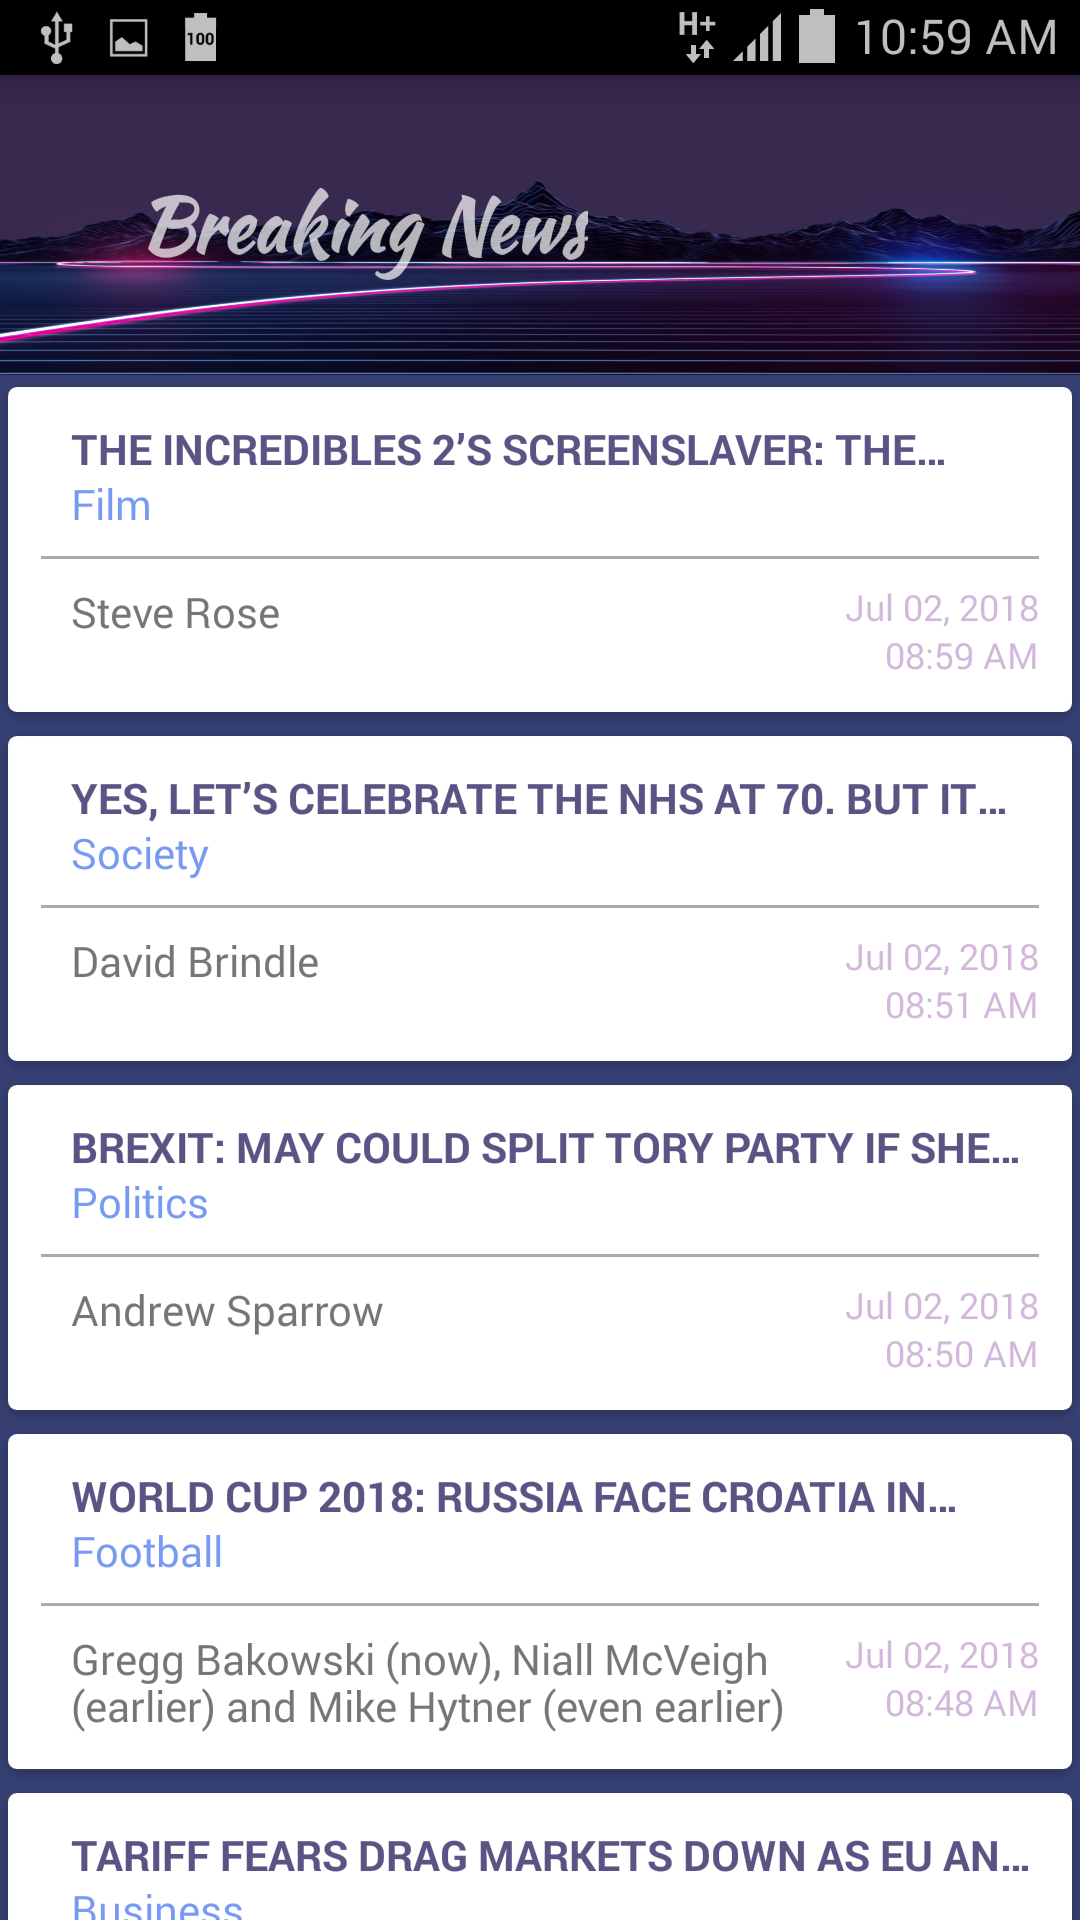 100
H+
10:59 AM
Breaking News
THE INCREDIBLES 2’S SCREENSLAVER: THE...
Film
Steve Rose
Jul 02, 2018
08:59 AM
YES, LET’S CELEBRATE THE NHS AT 70. BUT IT...
Society
David Brindle
Jul 02, 2018
08:51 AM
BREXIT: MAY COULD SPLIT TORY PARTY IF SHE...
Politics
Andrew Sparrow
Jul 02, 2018
08:50 AM
WORLD CUP 2018: RUSSIA FACE CROATIA IN...
Football
Gregg Bakowski (now), Niall McVeigh
(earlier) and Mike Hytner (even earlier)
Jul 02, 2018
08:48 AM
TARIFF FEARS DRAG MARKETS DOWN AS EU AN...
Business